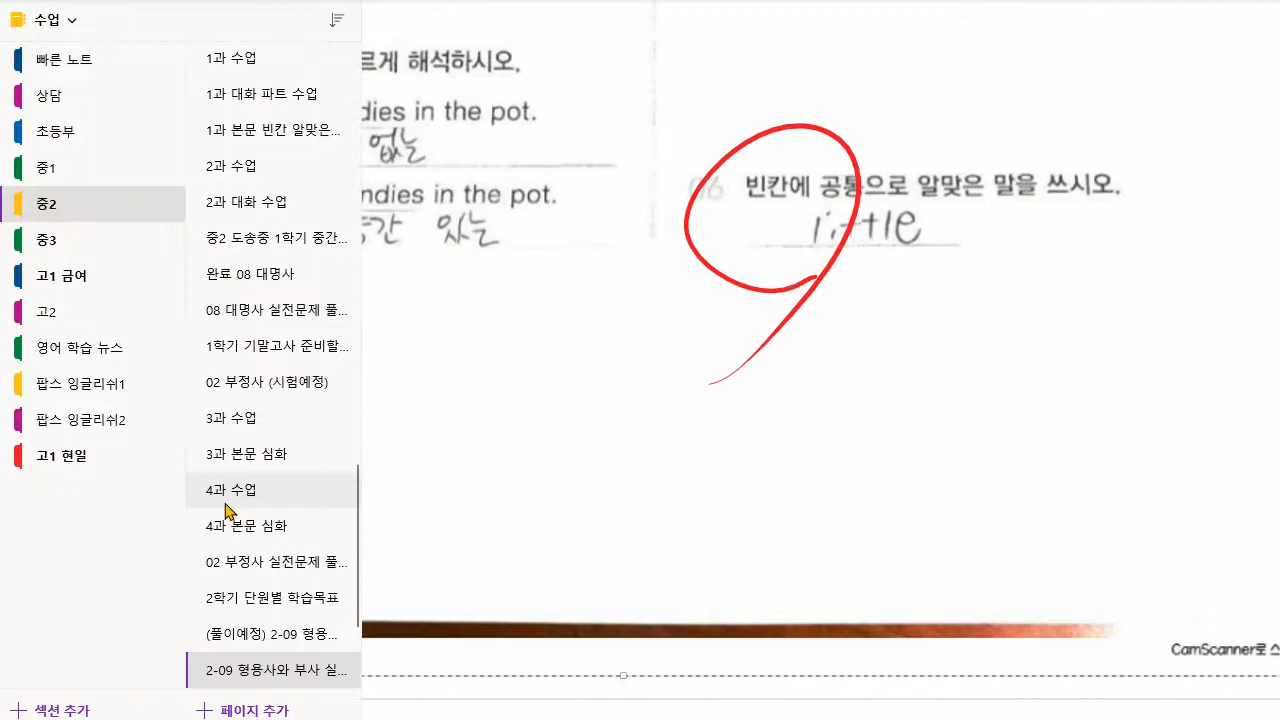 수업
빠른 노트
상담
초등부
중1
중2
중3
고1 금여
고2
영어 학습 뉴스
팝스 잉글리쉬1
팝스 잉글리쉬2
고1 현일
섹션 추가
1과 수업
1과 대화 파트 수업
1과 본문 빈칸 알맞은...
2과 수업
2과 대화 수업
중2 도송중 1학기 중간...
완료 08 대명사
08 대명사 실전문제 풀...
1학기 기말고사 준비할...
02 부정사 (시험예정)
3과 수업
3과 본문 심화
4과 수업
4과 본문 심화
02 부정사 실전문제 풀...
2학기 단원별 학습목표
(풀이예정) 2-09 형용...
2-09 형용사와 부사 실...
페이지 추가
르게 해석하시오.
dies in the pot.
없는
ndies in the pot.
있는
06 빈칸에 공통으로 알맞은 말을 쓰시오.
little
CamScanner로 스